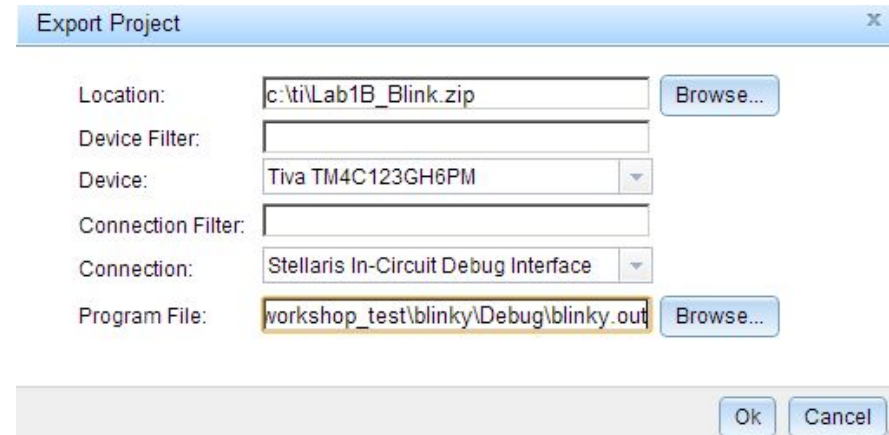 Export Project
x
Location: c:\ti\Lab1B_Blink.zip Browse...
Device Filter:
Device: Tiva TM4C123GH6PM
Connection Filter:
Connection: Stellaris In-Circuit Debug Interface
Program File: workshop_test\blinky\Debug\blinky.out Browse...
Ok Cancel